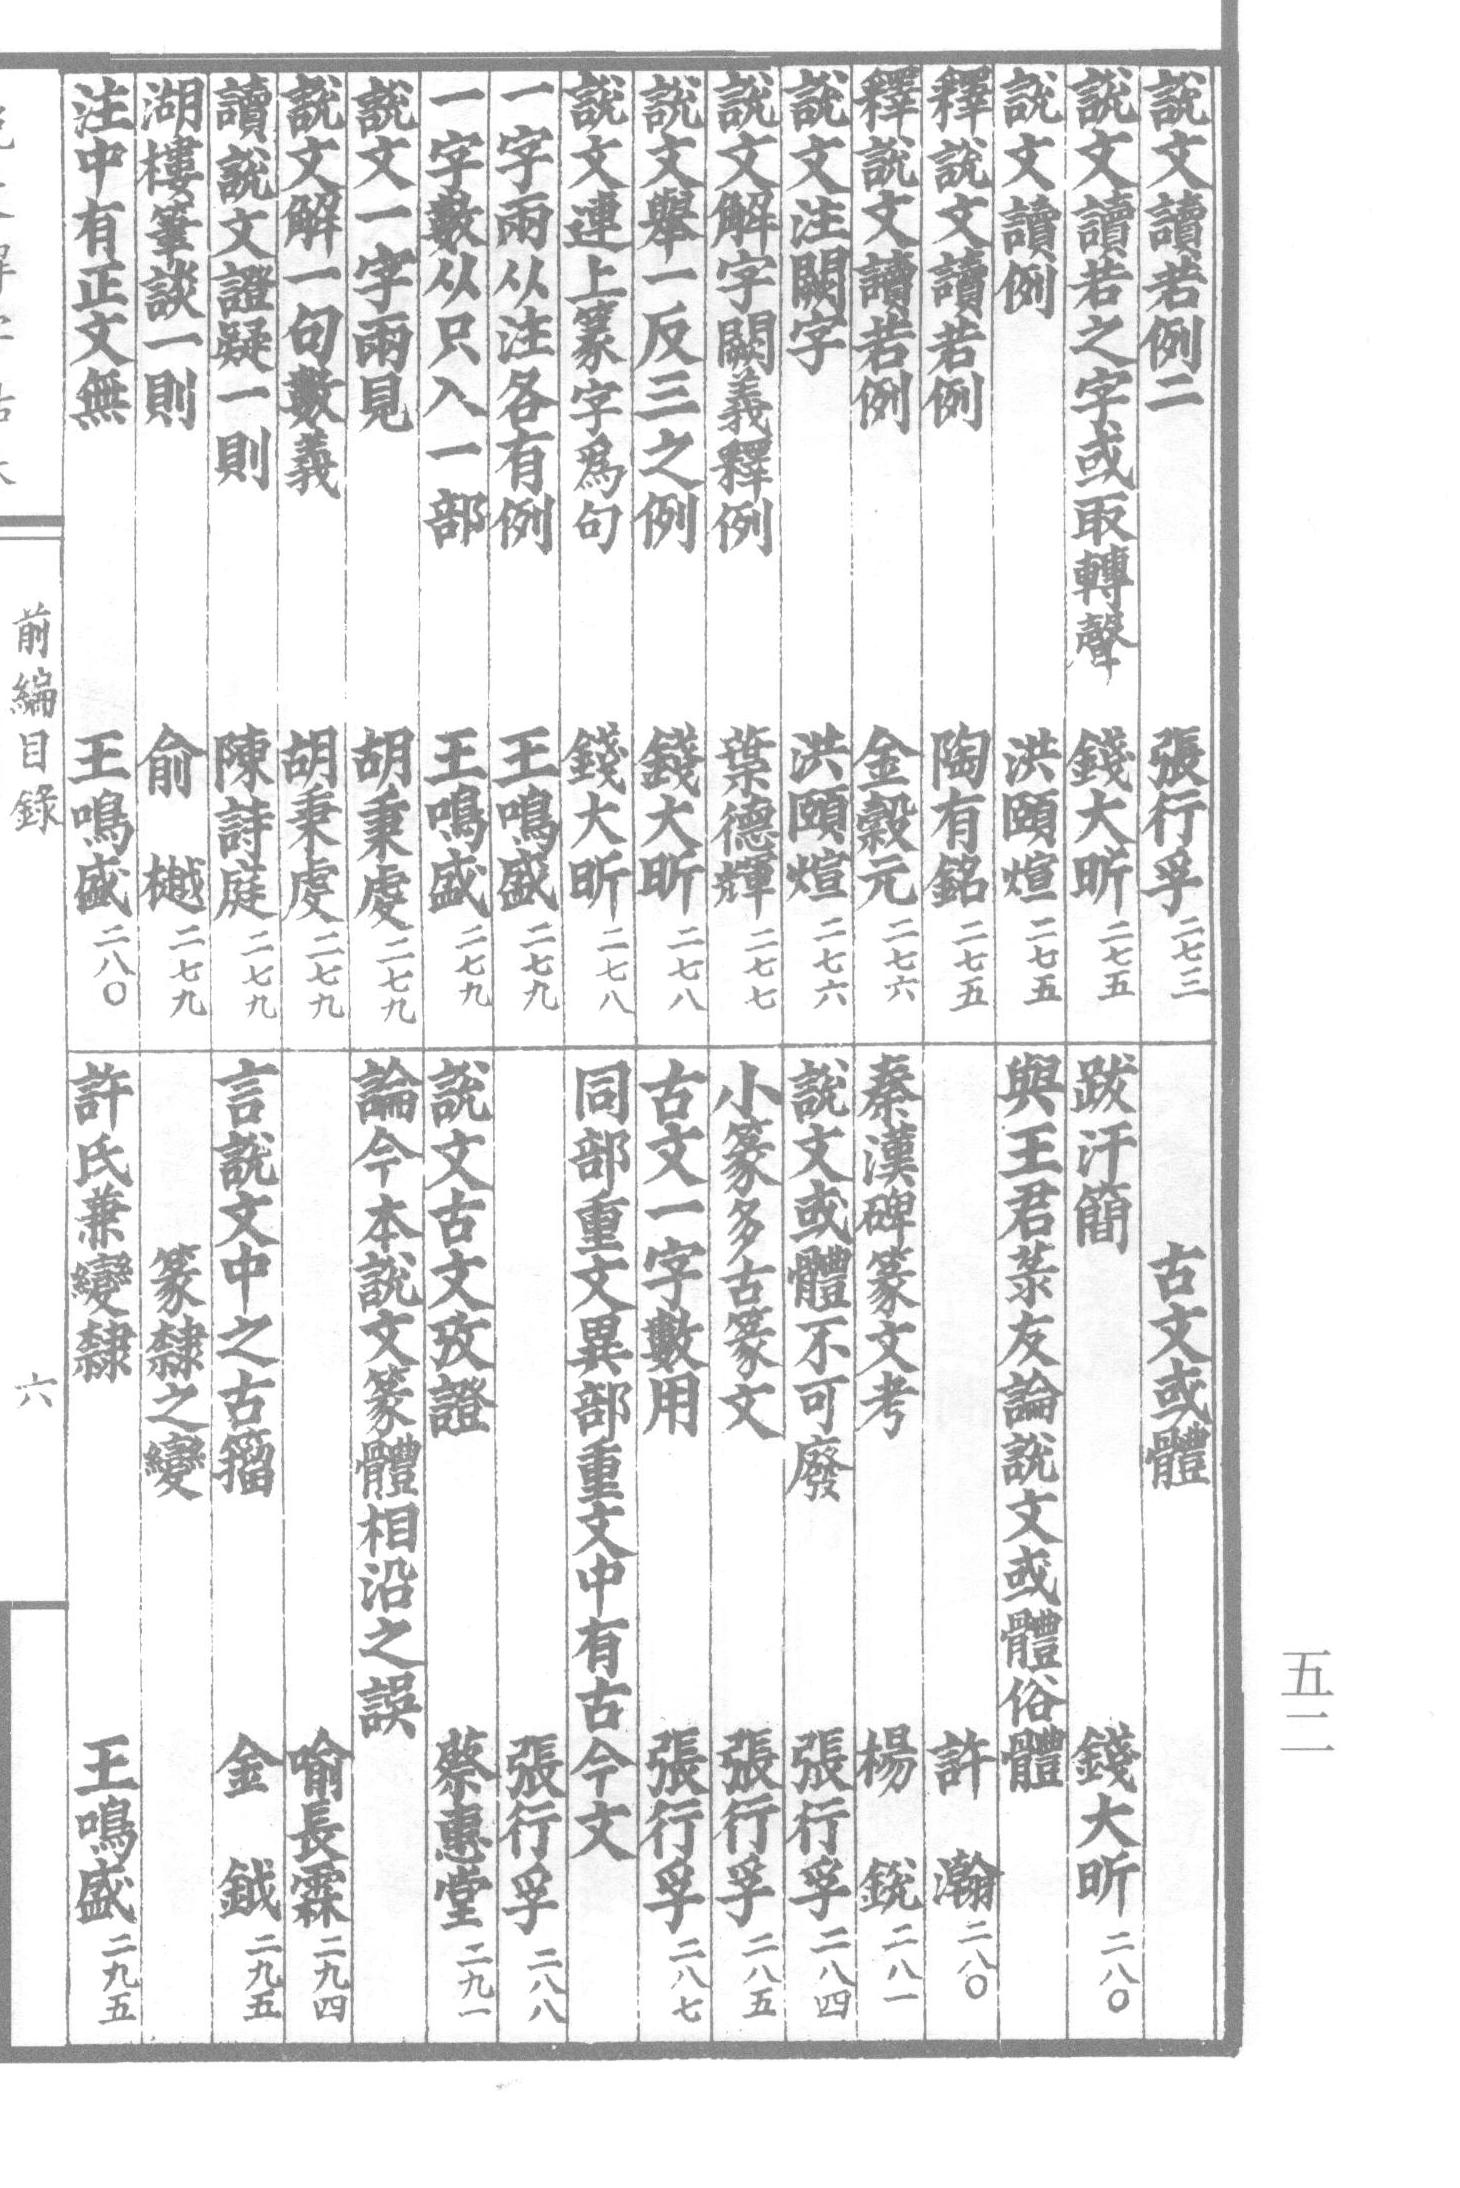 說文讀若例二　張行孚　二七三
說文讀若之字或取轉聲　錢大昕　二七五
說文讀例　洪頤煊　二七五
釋說文讀若例　陶有銘　二七五
釋說文讀若例　金穀元　二七六
說文注闕字　洪頤煊　二七六
說文解字闕義釋例　葉德輝　二七七
說文舉一反三之例　錢大昕　二七八
說文連上篆字爲句　錢大昕　二七八
一字兩从注各有例　王鳴盛　二七九
一字數从只入一部　王鳴盛　二七九
說文一字兩見　胡秉虔　二七九
說文解一句數義　胡秉虔　二七九
讀說文證疑一則　陳詩庭　二七九
湖樓筆談一則　俞樾　二七九
注中有正文無　王鳴盛　二八〇
古文或體
跋汗簡　錢大昕　二八〇
與王君菉友論說文或體俗體
許瀚　二八〇
秦漢碑篆文考　楊銳　二八一
說文或體不可廢　張行孚　二八四
小篆多古篆文　張行孚　二八五
古文一字數用　張行孚　二八七
同部重文異部重文中有古今文
張行孚　二八八
說文古文攷證　蔡惠堂　二九一
論今本說文篆體相沿之誤
喻長霖　二九四
言說文中之古籀　金鉞　二九五
篆隸之變
許氏兼變隸　王鳴盛　二九五
前編目錄
六
五二